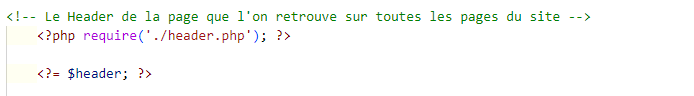 <!-- Le Header de la page que l'on retrouve sur toutes les pages du site -->
<?php require('./header.php'); ?>
<?= $header; ?>